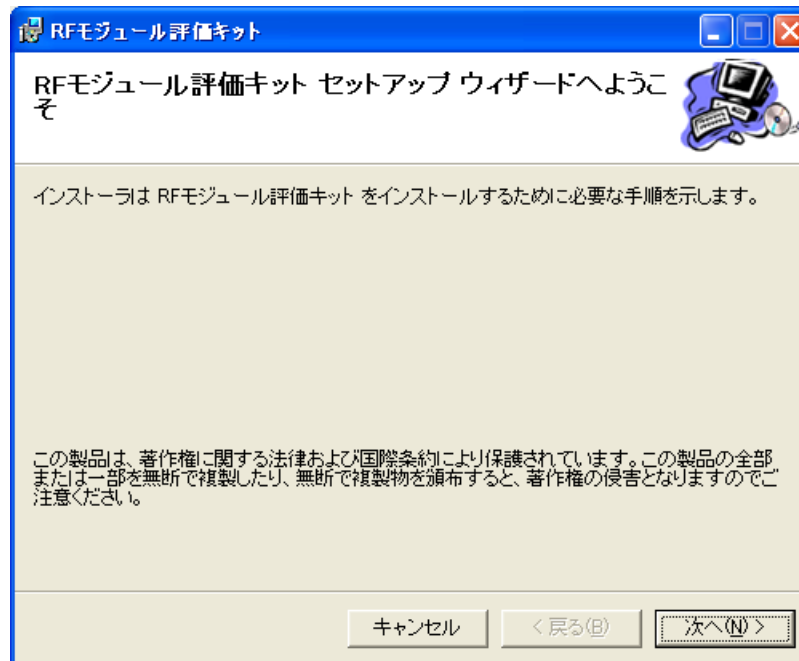 RFモジュール評価キット
RFモジュール評価キット セットアップ ウィザードへようこ
そ
インストーラは RFモジュール評価キット をインストールするために必要な手順を示します。
この製品は、著作権に関する法律および国際条約により保護されています。この製品の全部
または一部を無断で複製したり、無断で複製物を頒布すると、著作権の侵害となりますのでご
注意ください。
キャンセル
< 戻る(B)
次へ(N) >